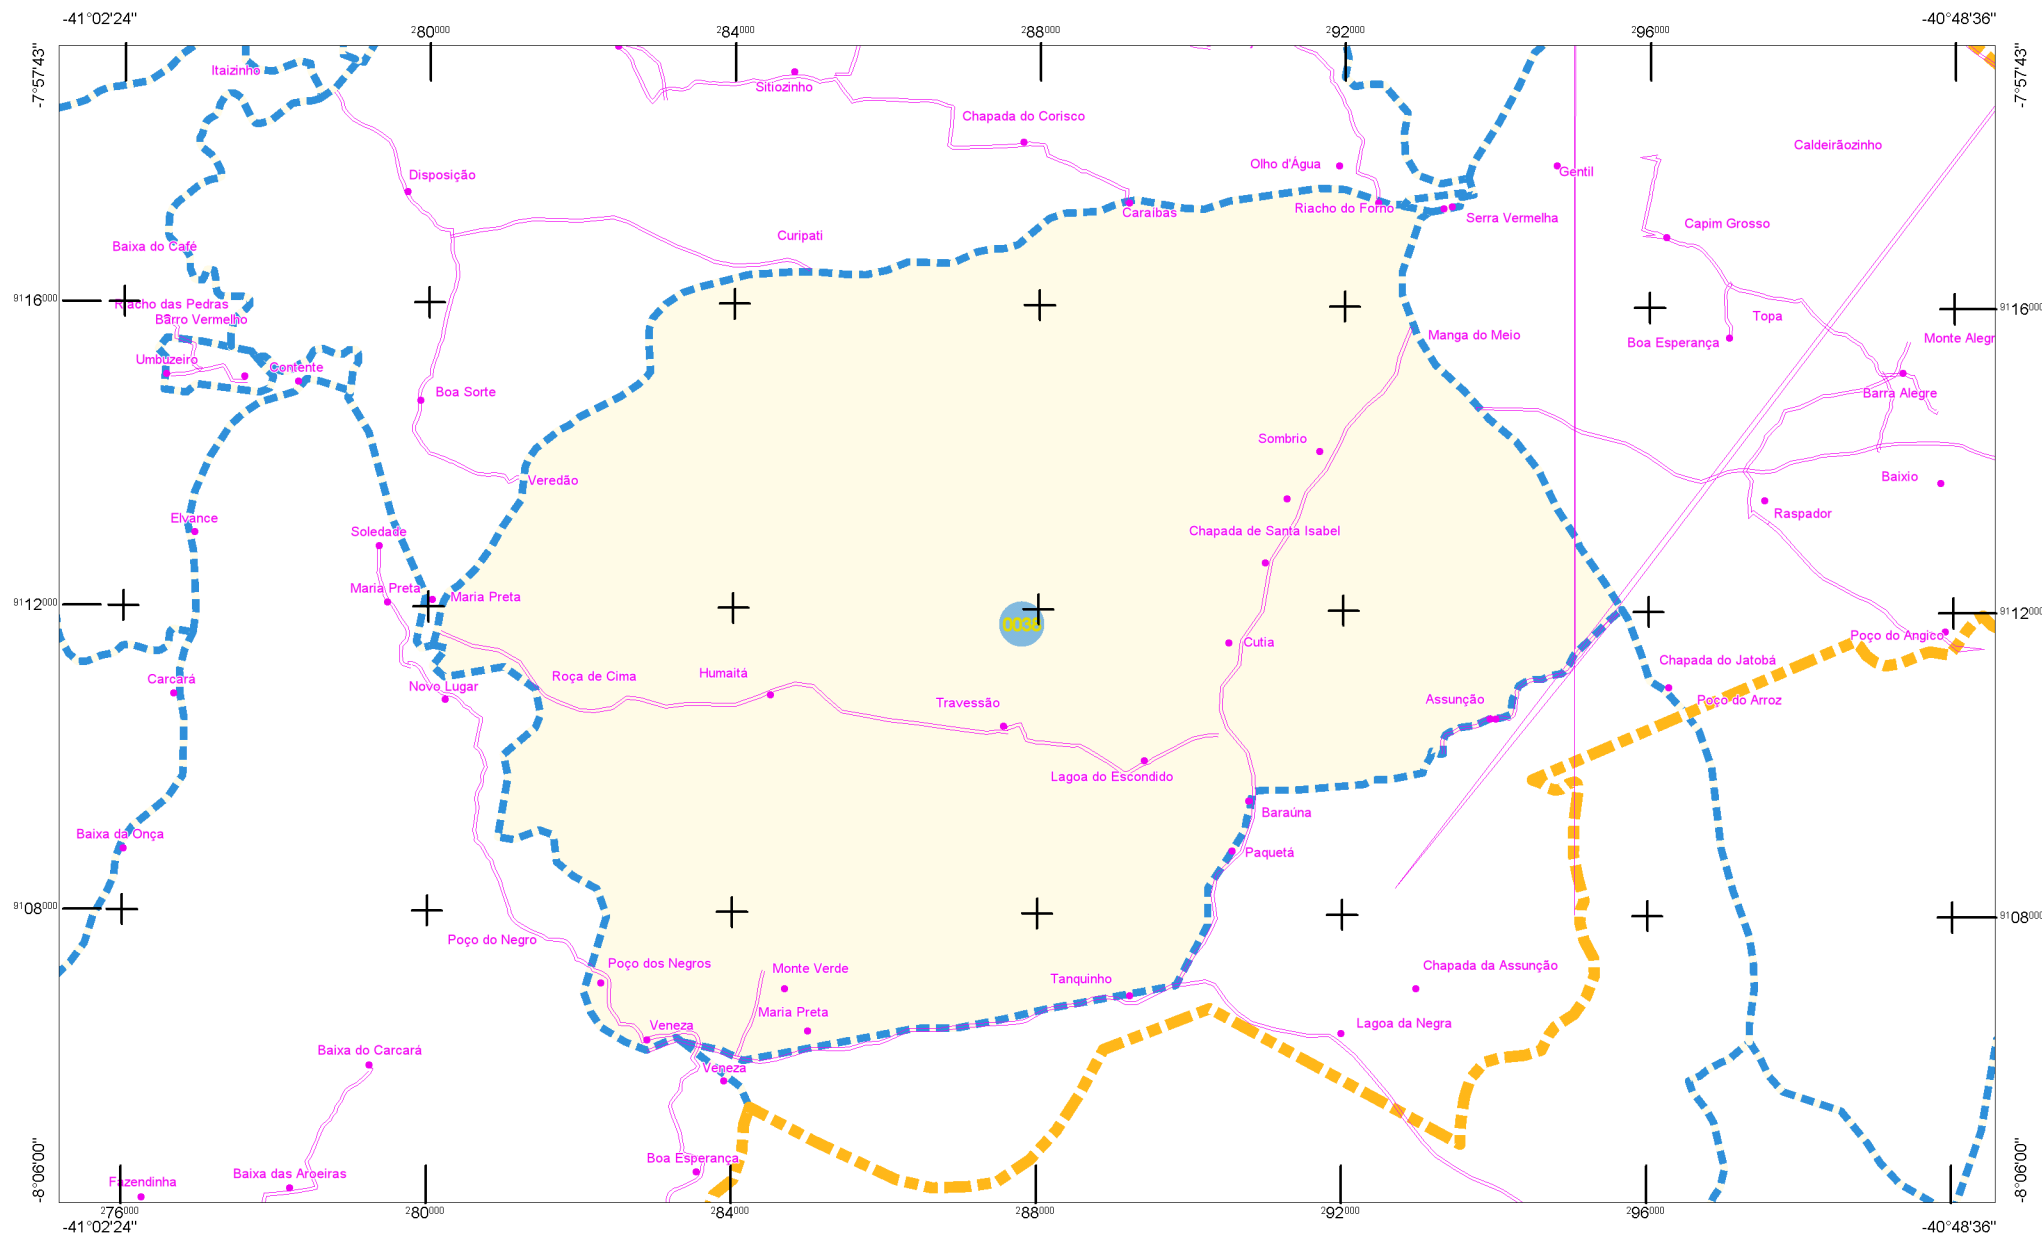 -41°02'24" -40°48'36"
280000 284000 288000 292000 296000
-7°57'43" -7°57'43"
Itaizinho
Sitiozinho
Chapada do Corisco
Caldeirãozinho
Olho d'Água
Gentil
Disposição
Caraíbas
Riacho do Forno
Serra Vermelha
Capim Grosso
Curipati
Baixa do Café
9116000 9116000
Riacho das Pedras
Barro Vermelho
Topa
Manga do Meio
Boa Esperança
Monte Alegr
Umbuzeiro
Contente
Boa Sorte
Barra Alegre
Sombrio
Veredão
Baixio
Raspador
Elvance
Soledade
Chapada de Santa Isabel
Maria Preta
Maria Preta
9112000 9112000
0036
Cutia
Poço do Angico
Chapada do Jatobá
Carcará
Novo Lugar
Roça de Cima
Humaitá
Travessão
Assunção
Poço do Arroz
Lagoa do Escondido
Baraúna
Baixa da Onça
Paquetá
9108000 9108000
Poço do Negro
Poço dos Negros
Monte Verde
Tanquinho
Chapada da Assunção
Maria Preta
Veneza
Lagoa da Negra
Baixa do Carcará
Veneza
Boa Esperança
Baixa das Aroeiras
Fazendinha
-8°06'00" -8°06'00"
276000 280000 284000 288000 292000 296000
-41°02'24" -40°48'36"